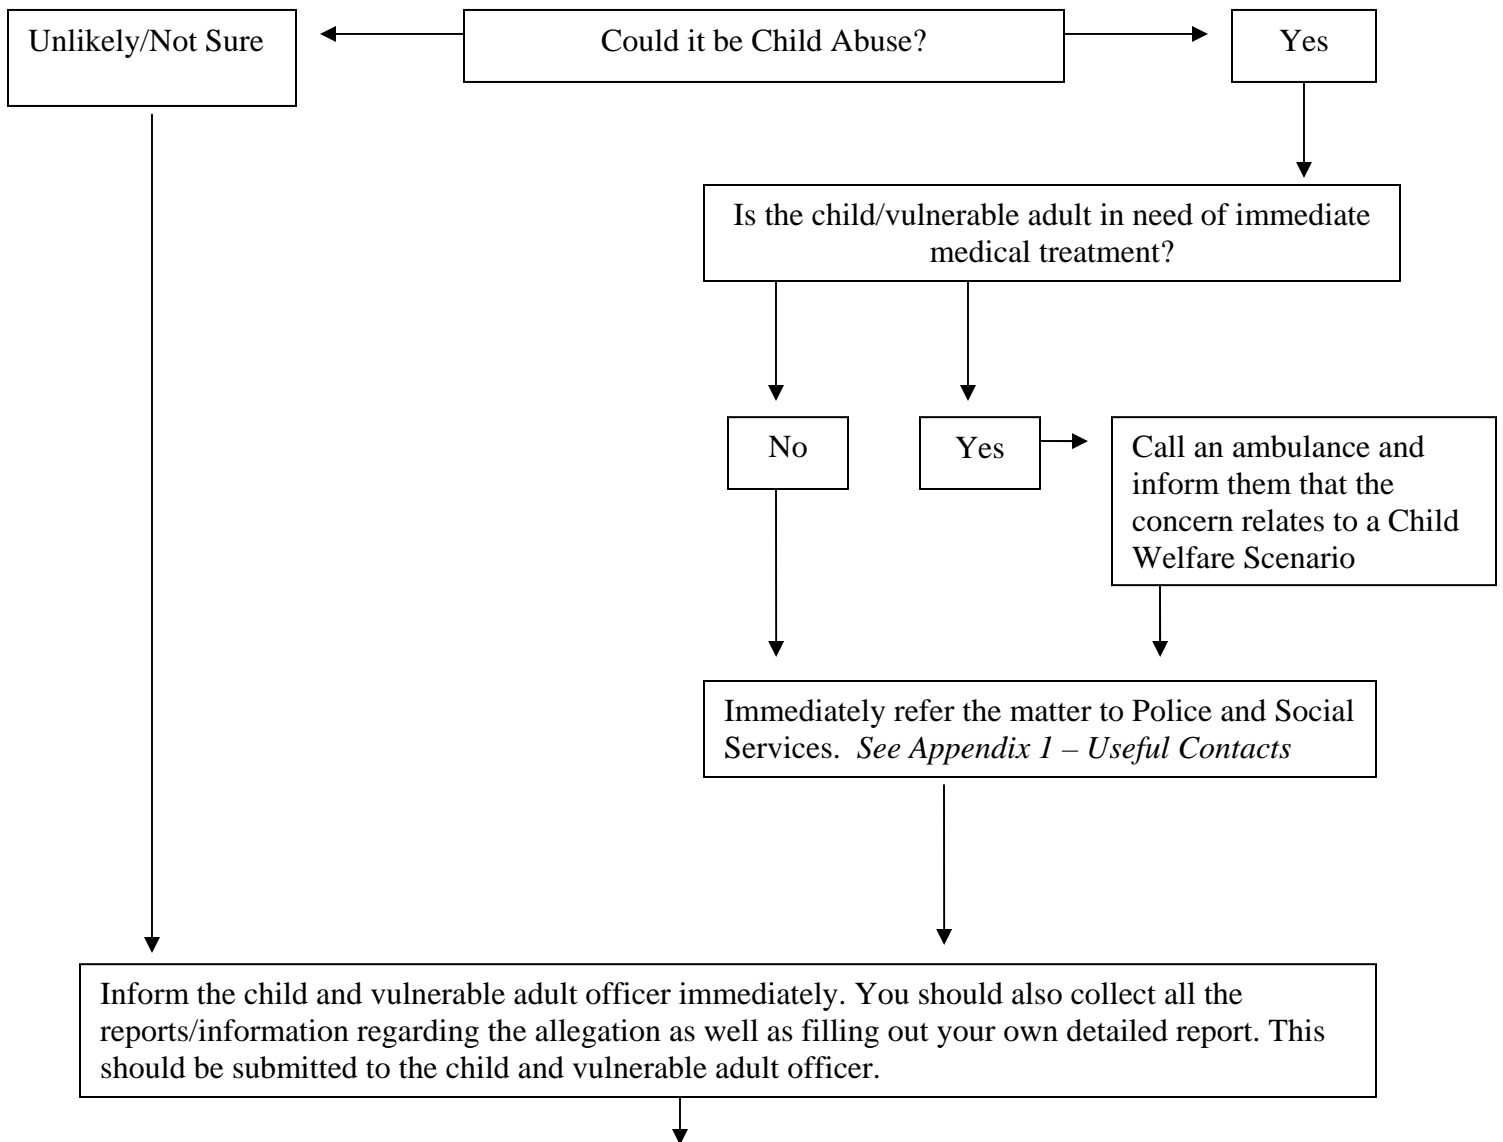 Unlikely/Not Sure
Could it be Child Abuse?
Yes
Is the child/vulnerable adult in need of immediate
medical treatment?
No
Yes
Call an ambulance and
inform them that the
concern relates to a Child
Welfare Scenario
Immediately refer the matter to Police and Social
Services.  See Appendix 1 – Useful Contacts
Inform the child and vulnerable adult officer immediately. You should also collect all the
reports/information regarding the allegation as well as filling out your own detailed report. This
should be submitted to the child and vulnerable adult officer.